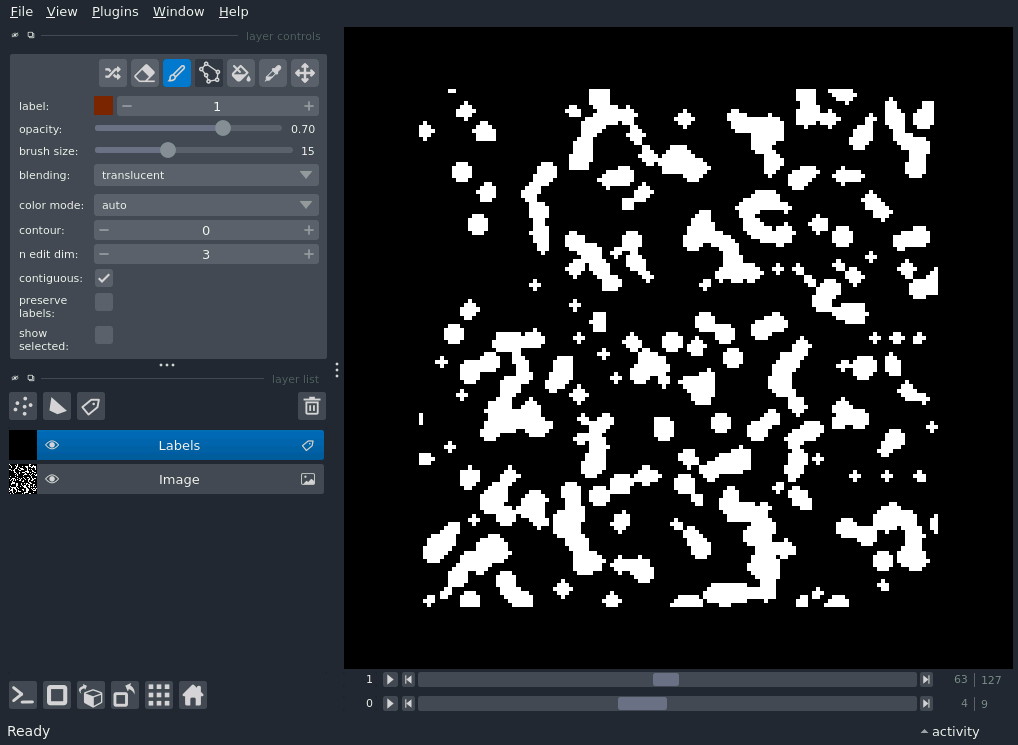 File View Plugins Window Help
layer controls
label: 1
opacity: 0.70
brush size: 15
blending: translucent
color mode: auto
contour: 0
n edit dim: 3
contiguous:
preserve
labels:
show
selected:
layer list
Labels
Image
1 63 127
0 4 9
Ready activity